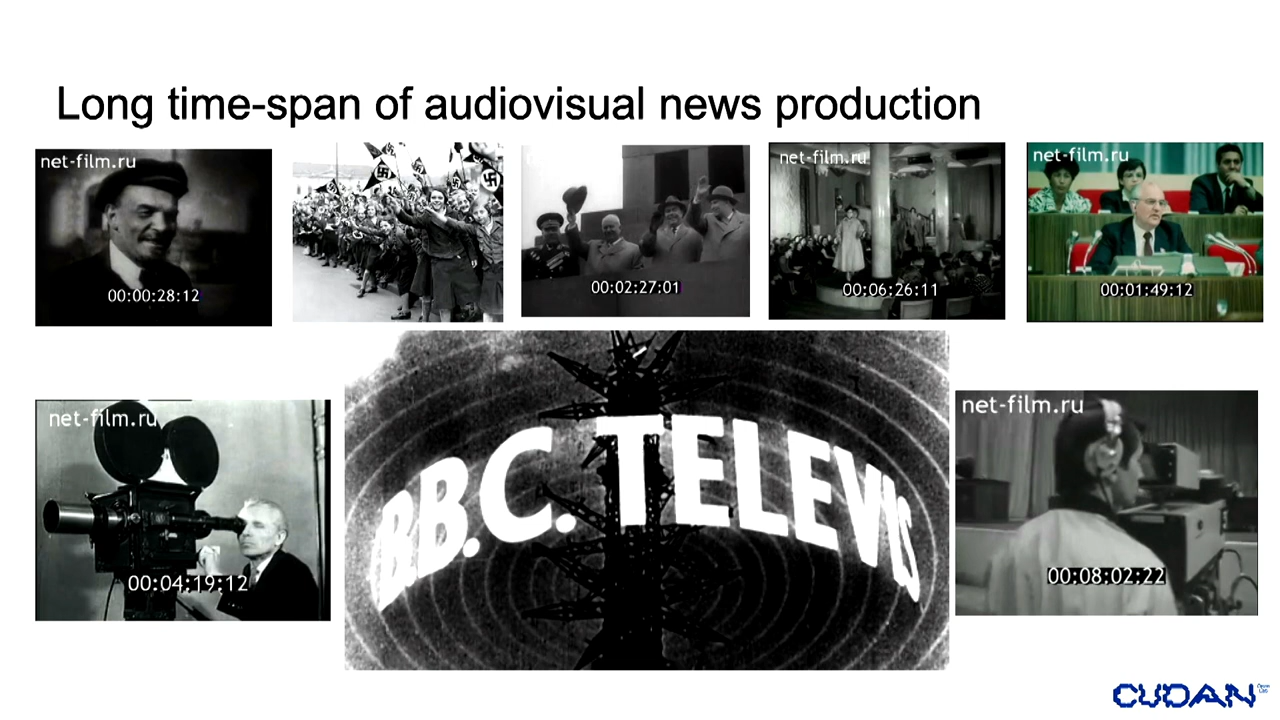 Long time-span of audiovisual news production
net-film.ru
00:00:28:12
00:02:27:01
net-film.ru
00:06:26:11
net-film.ru
00:01:49:12
net-film.ru
00:04:19:12
B.B.C. TELEVIS
net-film.ru
00:08:02:22
CUDAN
Open Lab